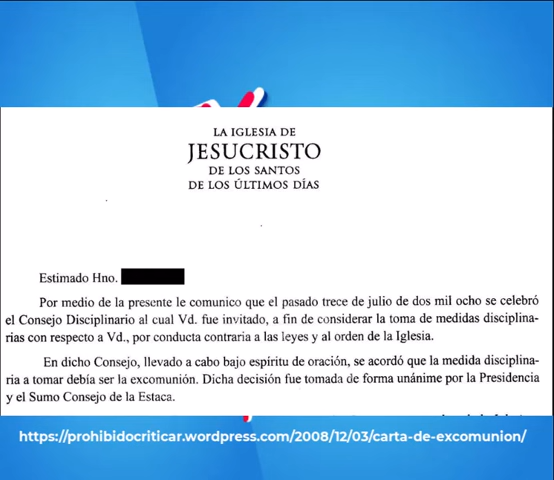 LA IGLESIA DE
JESUCRISTO
DE LOS SANTOS
DE LOS ÚLTIMOS DÍAS
Estimado Hno.
Por medio de la presente le comunico que el pasado trece de julio de dos mil ocho se celebró
el Consejo Disciplinario al cual Vd. fue invitado, a fin de considerar la toma de medidas disciplina-
rias con respecto a Vd., por conducta contraria a las leyes y al orden de la Iglesia.
En dicho Consejo, llevado a cabo bajo espíritu de oración, se acordó que la medida disciplina-
ria a tomar debía ser la excomunión. Dicha decisión fue tomada de forma unánime por la Presidencia
y el Sumo Consejo de la Estaca.
https://prohibidocriticar.wordpress.com/2008/12/03/carta-de-excomunion/